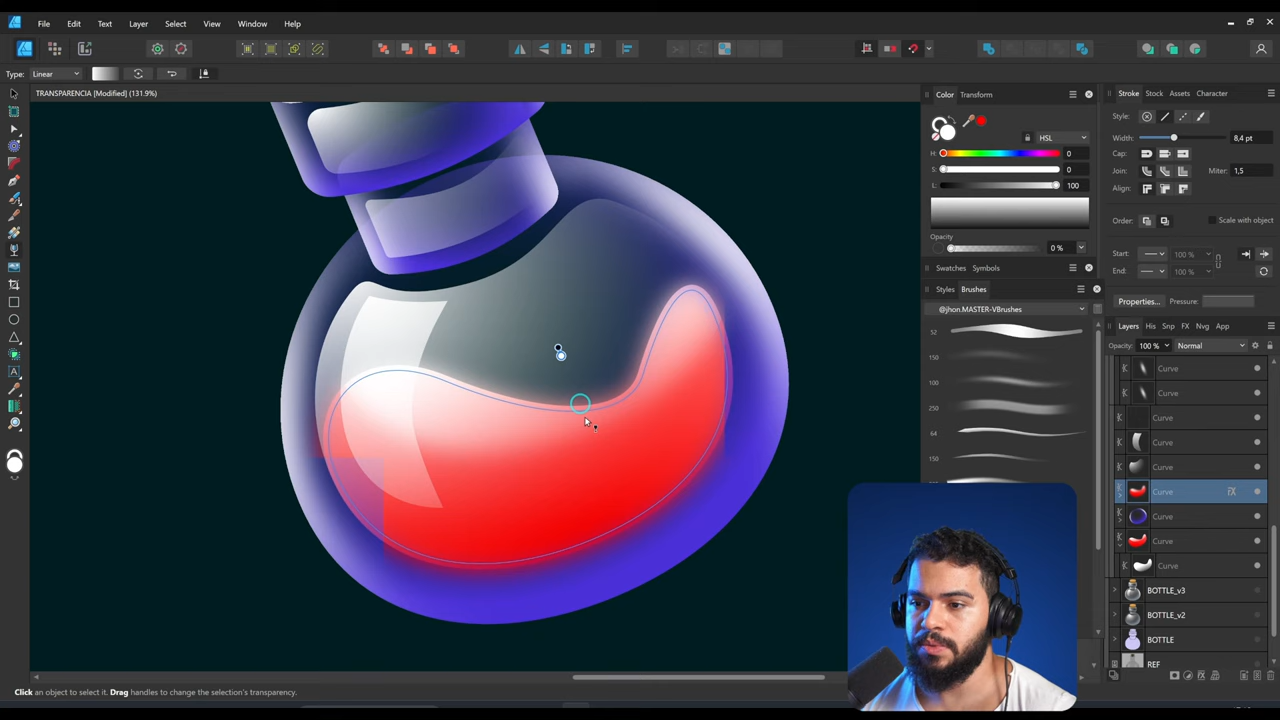 File Edit Text Layer Select View Window Help
Type: Linear
TRANSPARENCIA [Modified] (131.9%)
Color Transform
HSL
H: 0
S: 0
L: 100
Opacity
0 %
Swatches Symbols
Styles Brushes
@jhon.MASTER-VBrushes
52
150
100
250
64
150
Stroke Stock Assets Character
Style:
Width: 8,4 pt
Cap:
Join: Miter: 1,5
Align:
Order: Scale with object
Start: 100 %
End: 100 %
Properties... Pressure:
Layers His Snp FX Nvg App
Opacity: 100 % Normal
Curve
Curve
Curve
Curve
Curve
Curve FX
Curve
Curve
Curve
BOTTLE_v3
BOTTLE_v2
BOTTLE
REF
Click an object to select it. Drag handles to change the selection's transparency.